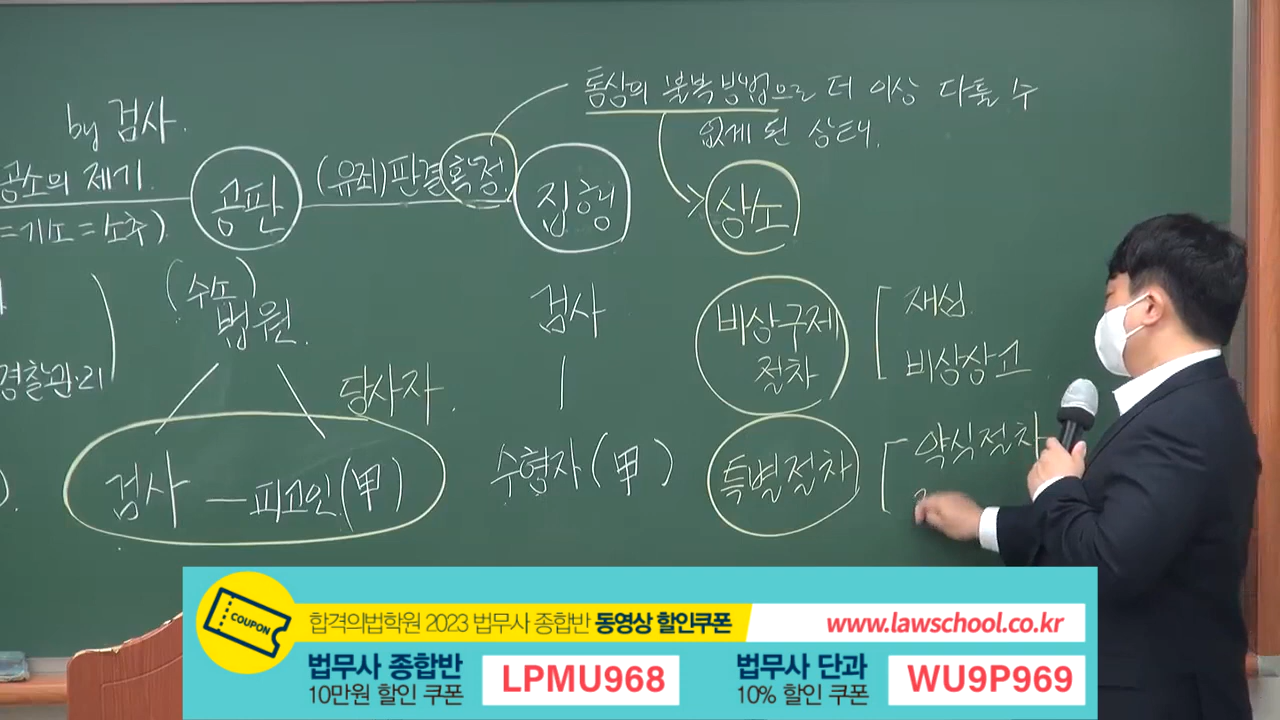 통상의 불복방법으로 더 이상 다툴 수
없게 된 상태.
by 검사.
공소의 제기.
(유죄)판결확정.
=기소=소추)
공판
집행
상소
(수소)
법원.
검사
비상구제
절차
재심.
비상상고
경찰관리
당사자.
검사 — 피고인(甲)
수형자(甲)
특별절차
약식절차
COUPON
합격의법학원 2023 법무사 종합반 동영상 할인쿠폰
www.lawschool.co.kr
법무사 종합반
10만원 할인 쿠폰
LPMU968
법무사 단과
10% 할인 쿠폰
WU9P969